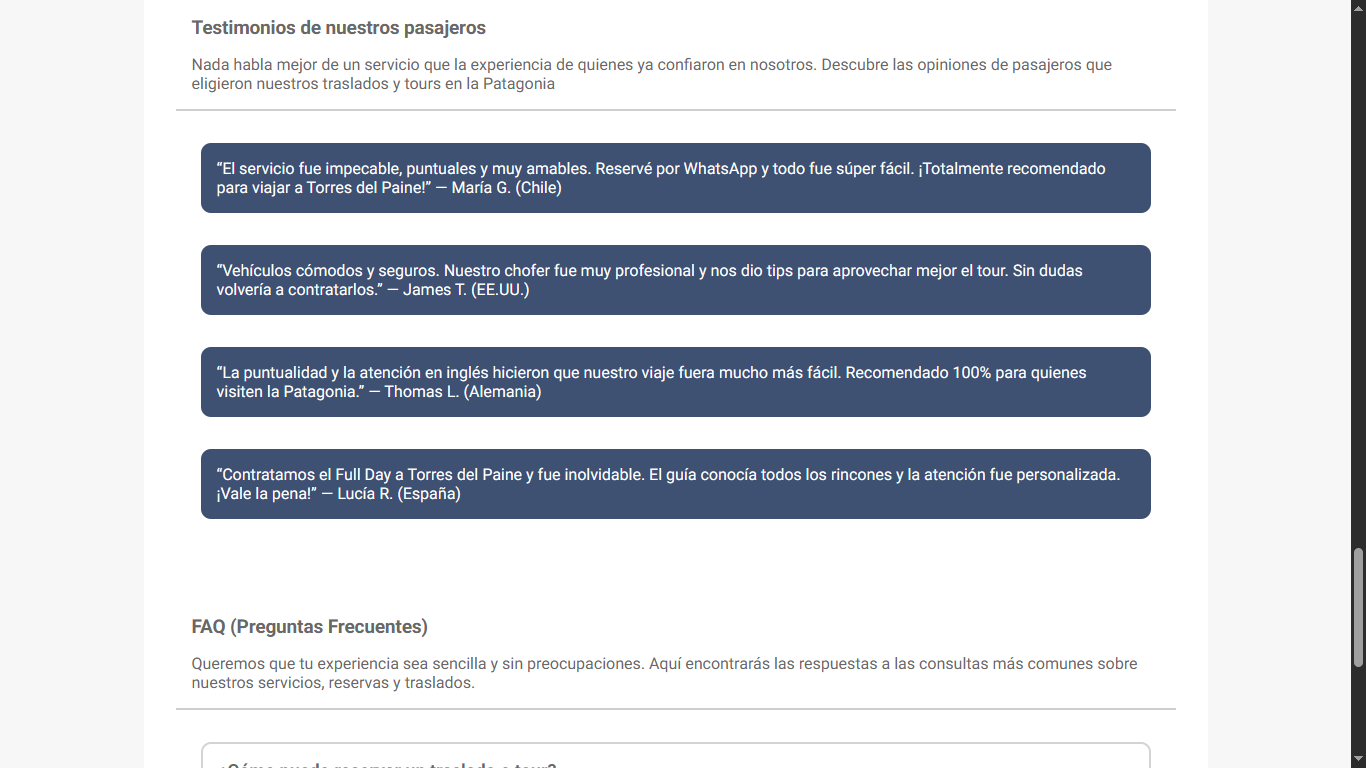 Testimonios de nuestros pasajeros
Nada habla mejor de un servicio que la experiencia de quienes ya confiaron en nosotros. Descubre las opiniones de pasajeros que
eligieron nuestros traslados y tours en la Patagonia
“El servicio fue impecable, puntuales y muy amables. Reservé por WhatsApp y todo fue súper fácil. ¡Totalmente recomendado
para viajar a Torres del Paine!” — María G. (Chile)
“Vehículos cómodos y seguros. Nuestro chofer fue muy profesional y nos dio tips para aprovechar mejor el tour. Sin dudas
volvería a contratarlos.” — James T. (EE.UU.)
“La puntualidad y la atención en inglés hicieron que nuestro viaje fuera mucho más fácil. Recomendado 100% para quienes
visiten la Patagonia.” — Thomas L. (Alemania)
“Contratamos el Full Day a Torres del Paine y fue inolvidable. El guía conocía todos los rincones y la atención fue personalizada.
¡Vale la pena!” — Lucía R. (España)
FAQ (Preguntas Frecuentes)
Queremos que tu experiencia sea sencilla y sin preocupaciones. Aquí encontrarás las respuestas a las consultas más comunes sobre
nuestros servicios, reservas y traslados.
¿Cómo puedo reservar un traslado o tour?